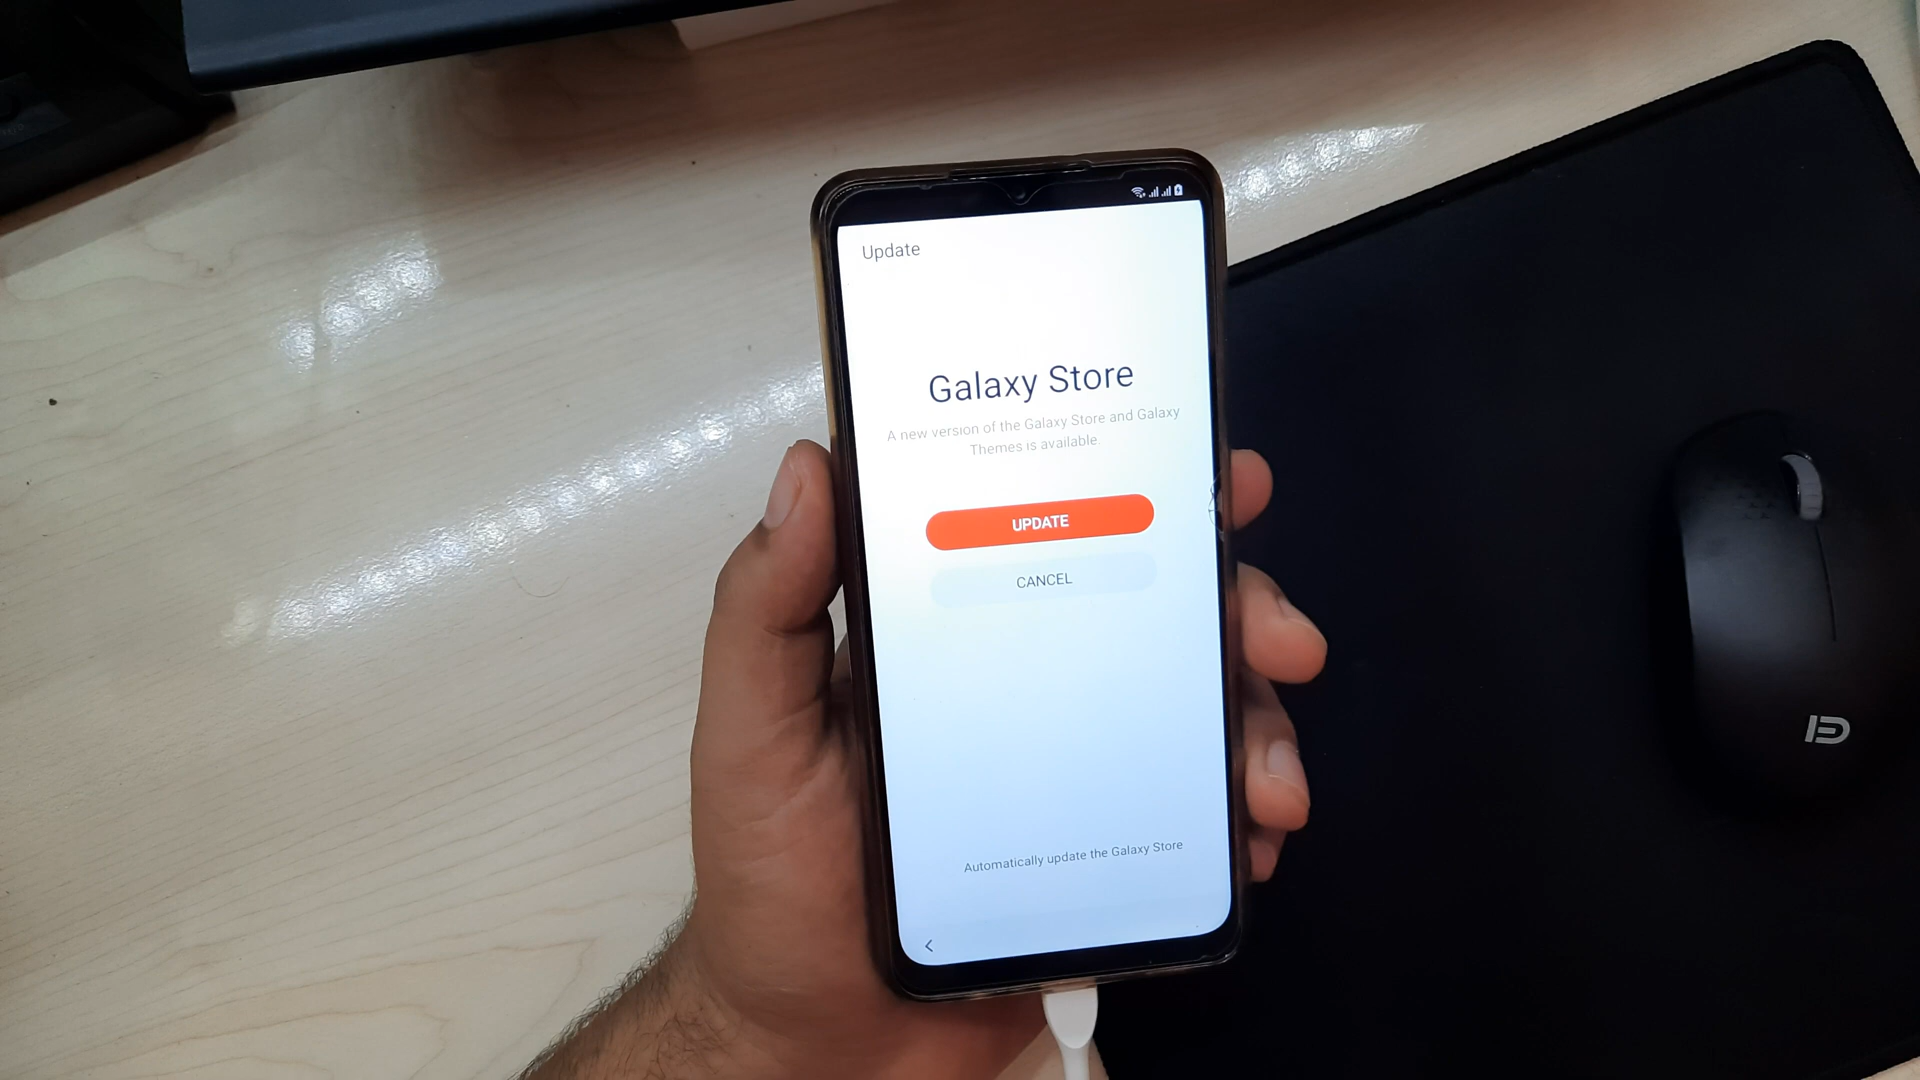 Update
Galaxy Store
A new version of the Galaxy Store and Galaxy
Themes is available.
UPDATE
CANCEL
Automatically update the Galaxy Store